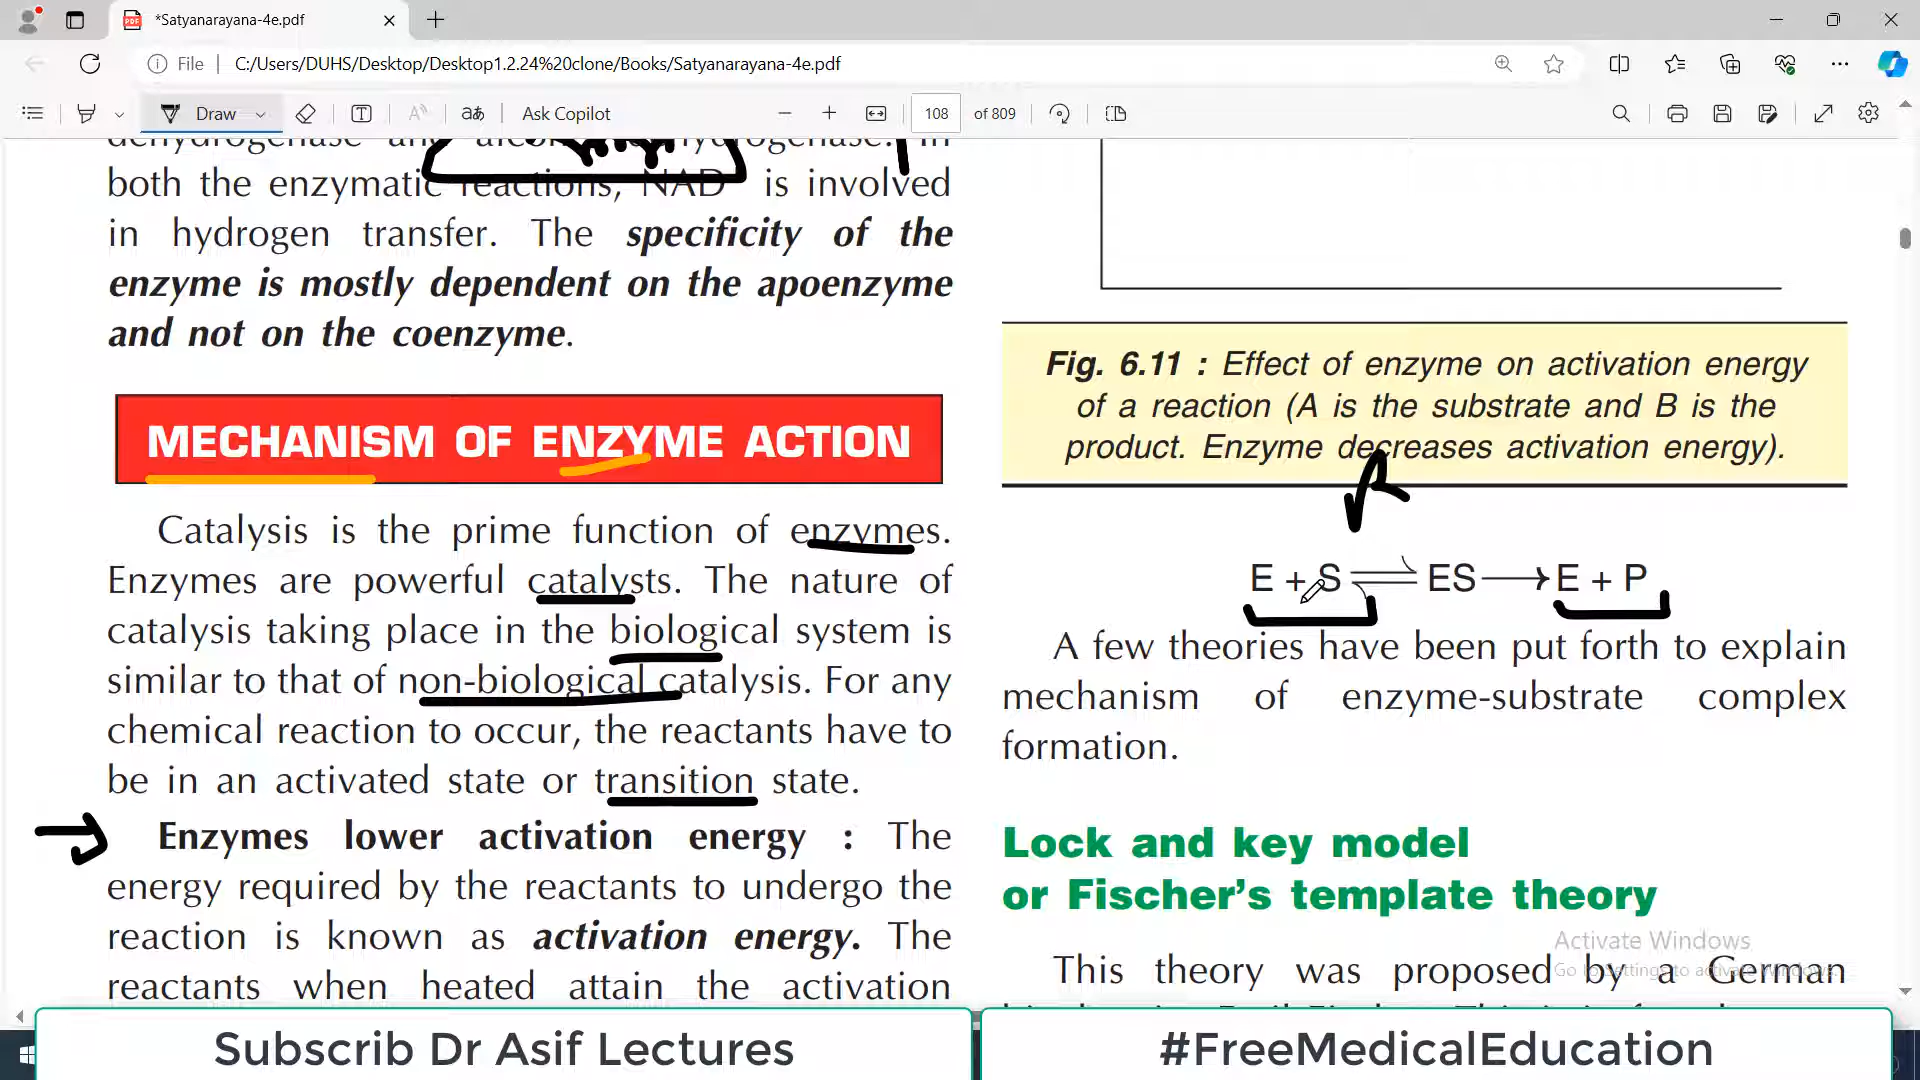 *Satyanarayana-4e.pdf
File
C:/Users/DUHS/Desktop/Desktop1.2.24%20clone/Books/Satyanarayana-4e.pdf
Draw
Ask Copilot
108 of 809
dehydrogenase and
both the enzymatic reactions, NAD is involved
in hydrogen transfer. The specificity of the
enzyme is mostly dependent on the apoenzyme
and not on the coenzyme.
MECHANISM OF ENZYME ACTION
Catalysis is the prime function of enzymes.
Enzymes are powerful catalysts. The nature of
catalysis taking place in the biological system is
similar to that of non-biological catalysis. For any
chemical reaction to occur, the reactants have to
be in an activated state or transition state.
Enzymes lower activation energy : The
energy required by the reactants to undergo the
reaction is known as activation energy. The
reactants when heated attain the activation
Fig. 6.11 : Effect of enzyme on activation energy
of a reaction (A is the substrate and B is the
product. Enzyme decreases activation energy).
E + S ⇌ ES → E + P
A few theories have been put forth to explain
mechanism of enzyme-substrate complex
formation.
Lock and key model
or Fischer's template theory
This theory was proposed by a German
Activate Windows
Go to Settings to activate Windows.
Subscrib Dr Asif Lectures
#FreeMedicalEducation